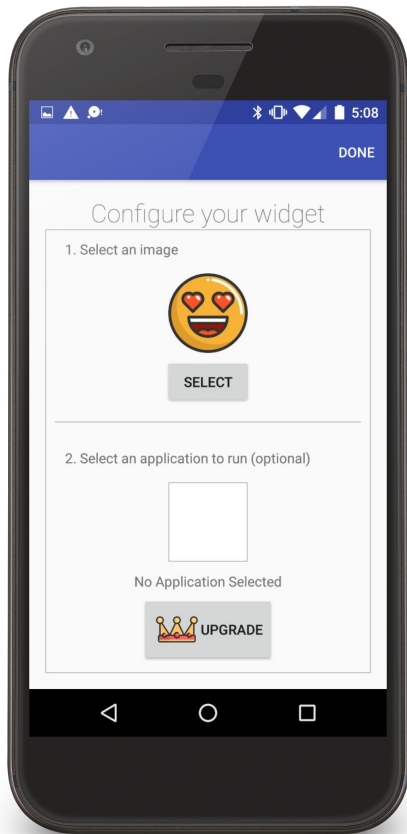 5:08
DONE
Configure your widget
1. Select an image
SELECT
2. Select an application to run (optional)
No Application Selected
UPGRADE